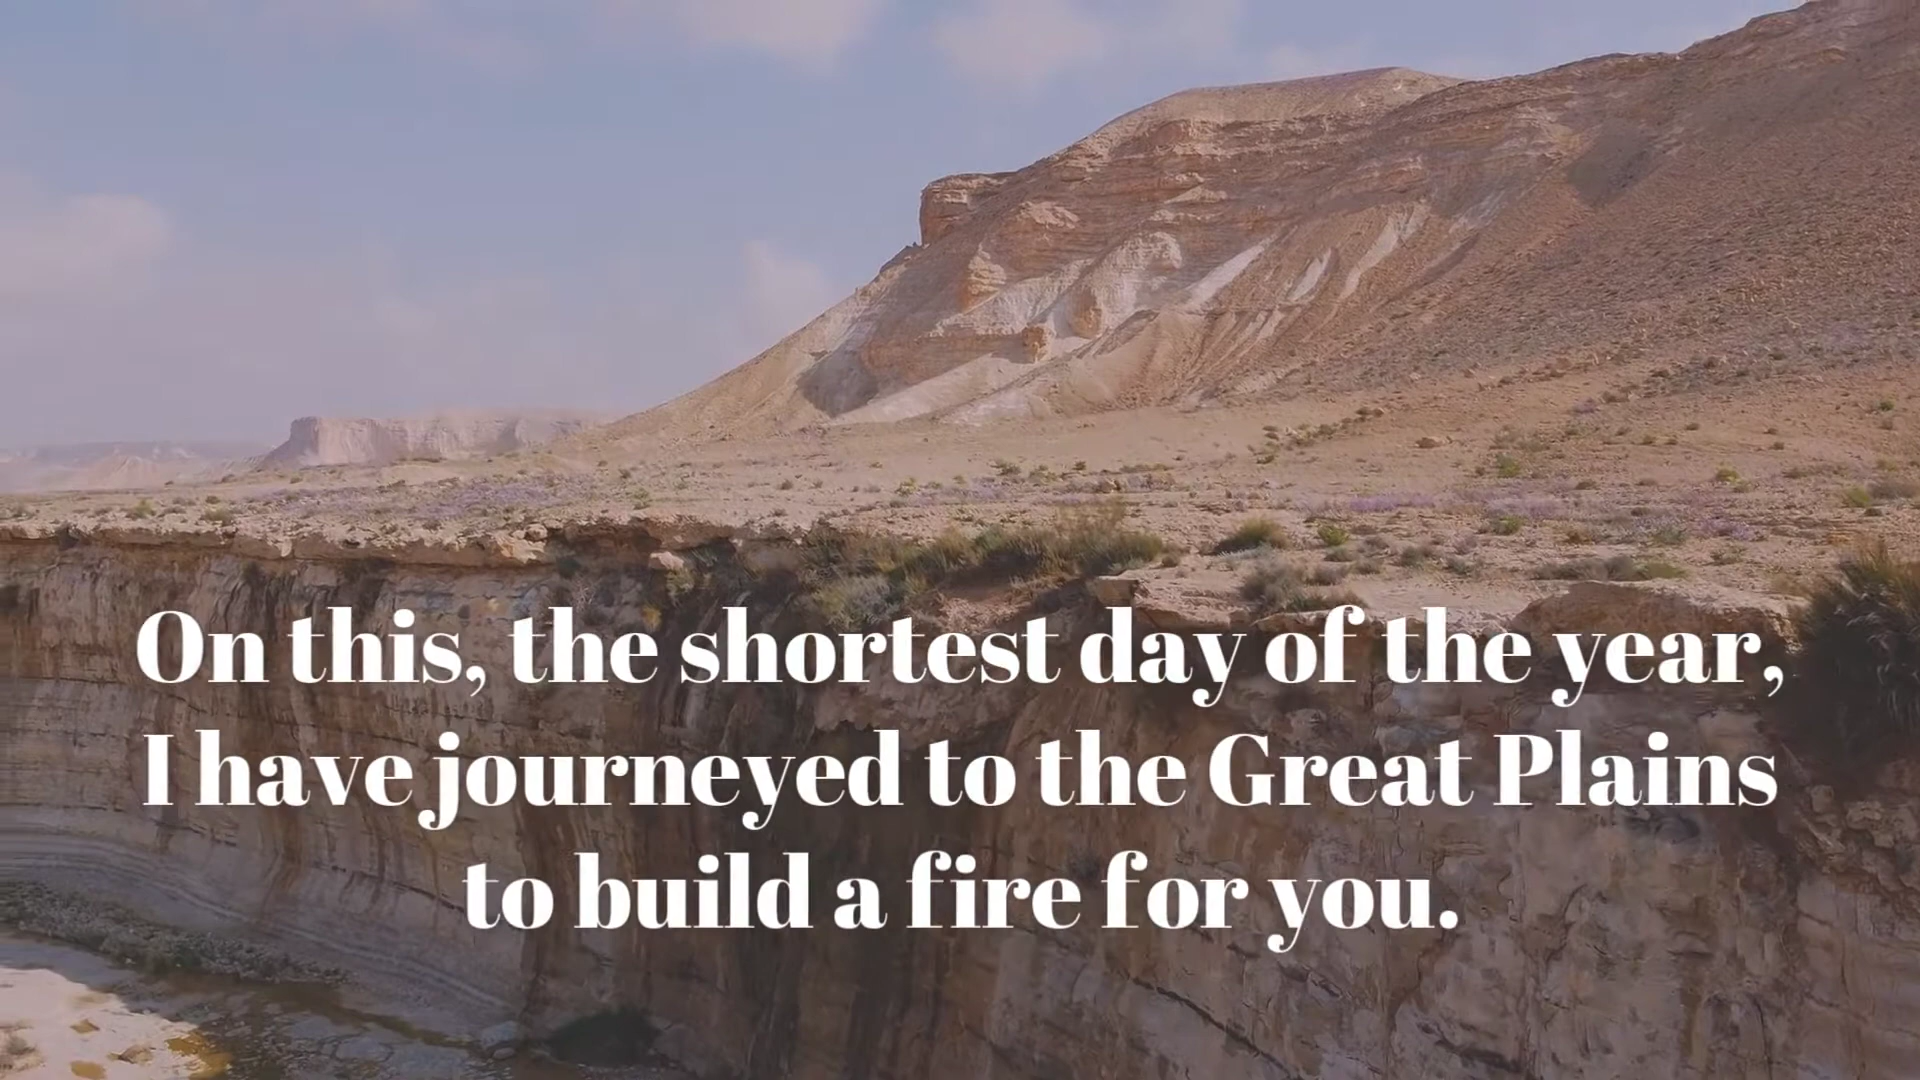 On this, the shortest day of the year,
I have journeyed to the Great Plains
to build a fire for you.